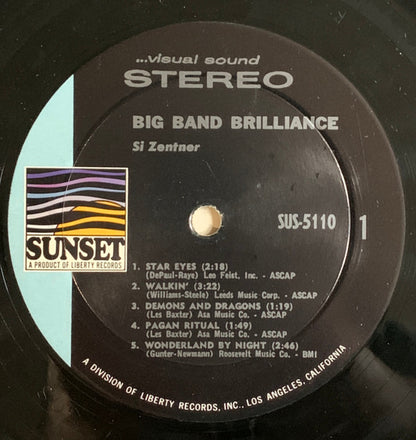 ...visual sound
STEREO
BIG BAND BRILLIANCE
Si Zentner
SUS-5110
1
SUNSET
A PRODUCT OF LIBERTY RECORDS
1. STAR EYES (2:18)
(DePaul-Raye) Leo Feist, Inc. - ASCAP
2. WALKIN' (3:22)
(Williams-Steele) Leeds Music Corp. - ASCAP
3. DEMONS AND DRAGONS (1:19)
(Les Baxter) Asa Music Co. - ASCAP
4. PAGAN RITUAL (1:49)
(Les Baxter) Asa Music Co. - ASCAP
5. WONDERLAND BY NIGHT (2:46)
(Gunter-Newmann) Roosevelt Music Co. - BMI
A DIVISION OF LIBERTY RECORDS, INC., LOS ANGELES, CALIFORNIA